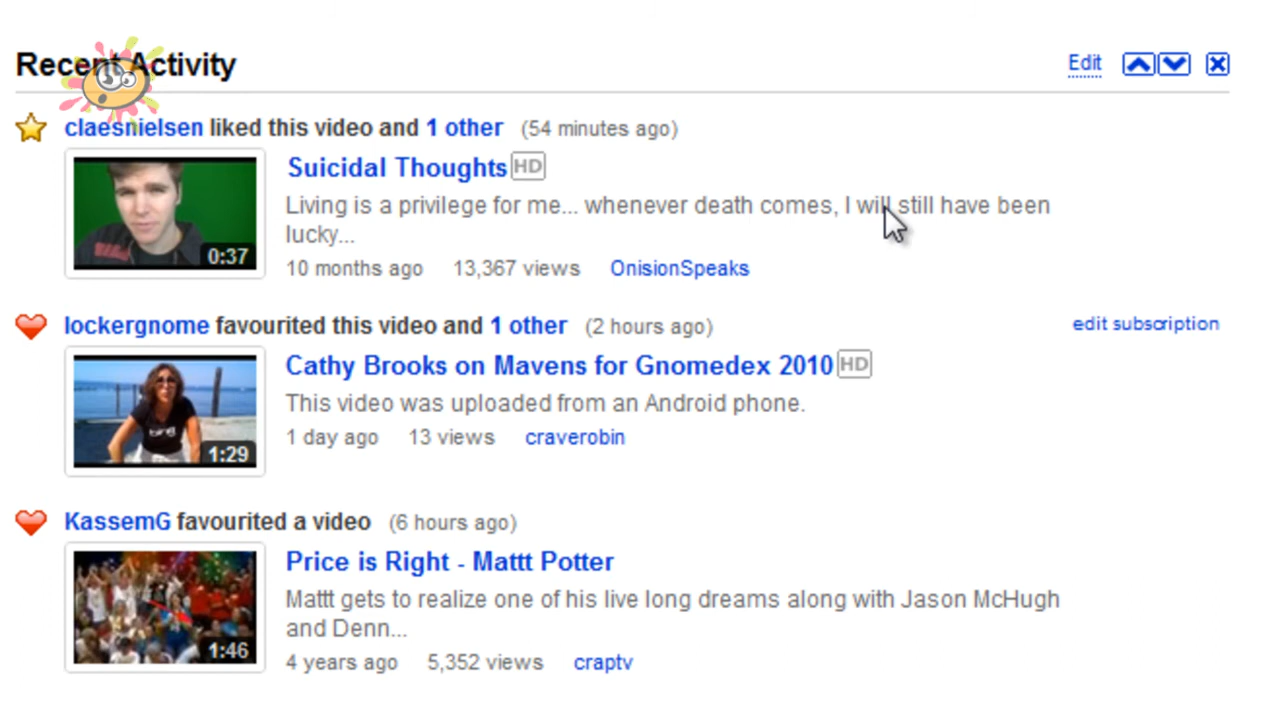 Recent Activity
Edit
claesnielsen liked this video and 1 other (54 minutes ago)
Suicidal Thoughts HD
Living is a privilege for me... whenever death comes, I will still have been
lucky...
0:37
10 months ago 13,367 views OnisionSpeaks
lockergnome favourited this video and 1 other (2 hours ago)
edit subscription
Cathy Brooks on Mavens for Gnomedex 2010 HD
This video was uploaded from an Android phone.
1:29
1 day ago 13 views craverobin
KassemG favourited a video (6 hours ago)
Price is Right - Mattt Potter
Mattt gets to realize one of his live long dreams along with Jason McHugh
and Denn...
1:46
4 years ago 5,352 views craptv